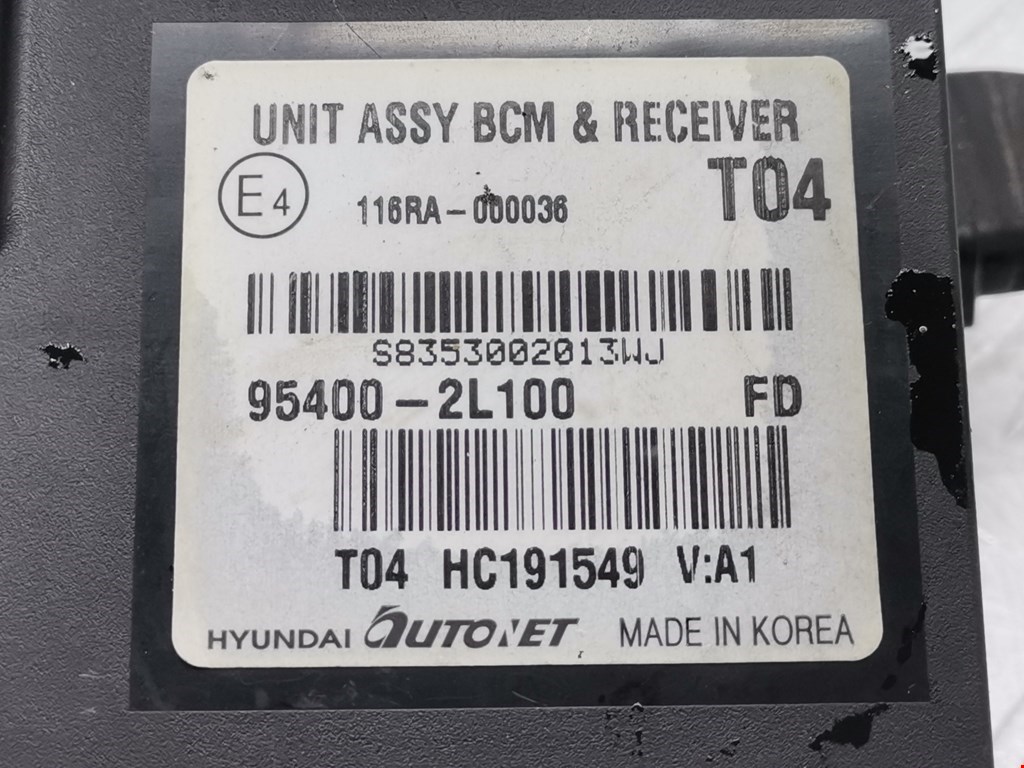 UNIT ASSY BCM & RECEIVER
E4 116RA-000036 T04
S8353002013WJ
95400-2L100 FD
T04 HC191549 V:A1
HYUNDAI AUTONET MADE IN KOREA